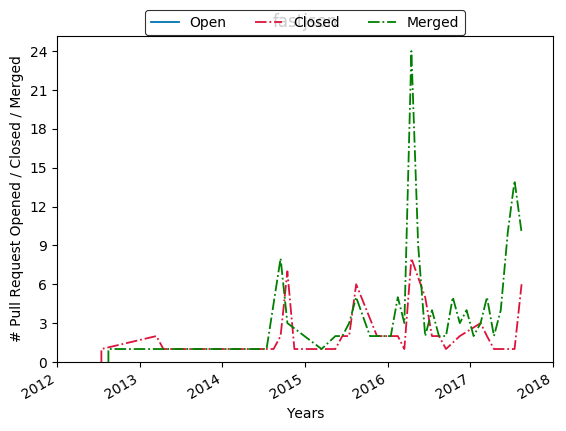 fastjson
Open Closed Merged
# Pull Request Opened / Closed / Merged
24
21
18
15
12
9
6
3
0
2012 2013 2014 2015 2016 2017 2018
Years